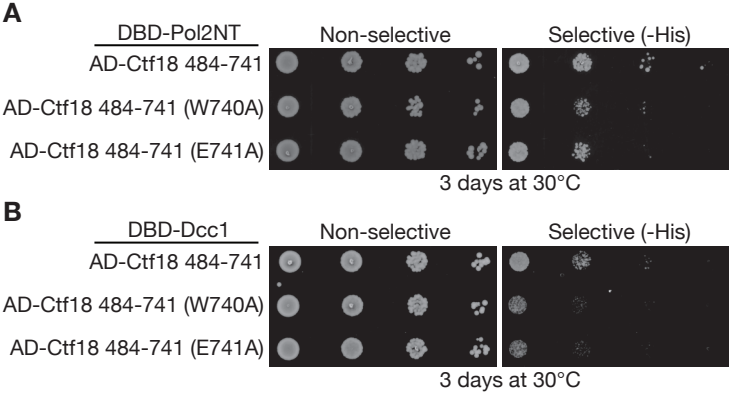 A
DBD-Pol2NT Non-selective Selective (-His)
AD-Ctf18 484-741
AD-Ctf18 484-741 (W740A)
AD-Ctf18 484-741 (E741A)
3 days at 30°C
B
DBD-Dcc1 Non-selective Selective (-His)
AD-Ctf18 484-741
AD-Ctf18 484-741 (W740A)
AD-Ctf18 484-741 (E741A)
3 days at 30°C